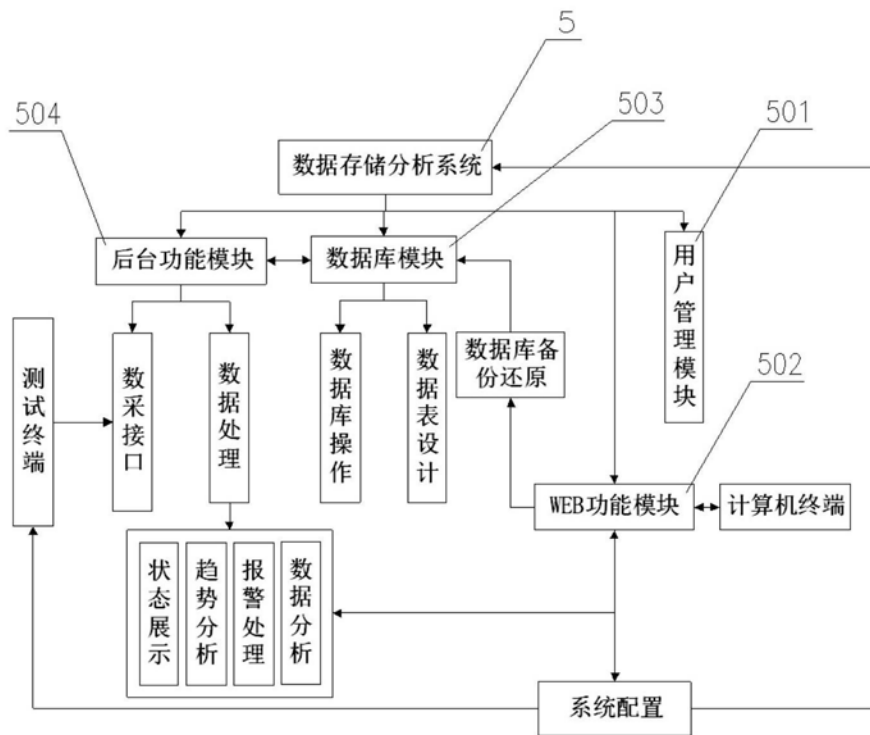 5
504
503
501
数据存储分析系统
后台功能模块
数据库模块
用户管理模块
测试终端
数采接口
数据处理
数据库操作
数据表设计
数据库备
份还原
502
WEB功能模块
计算机终端
状态展示
趋势分析
报警处理
数据分析
系统配置